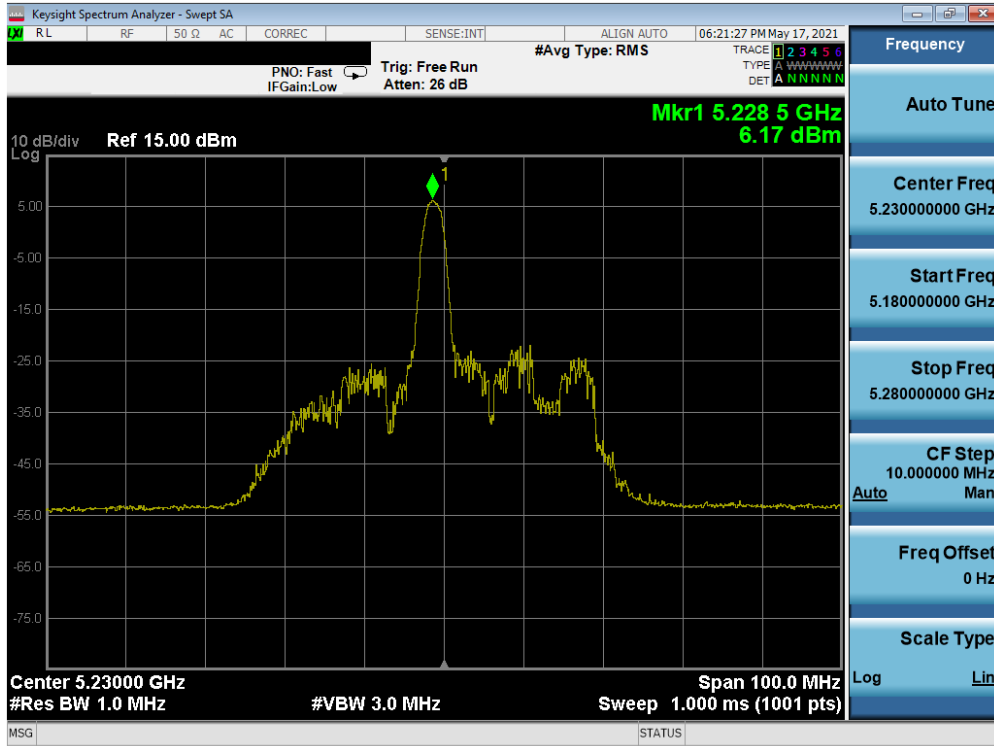 Keysight Spectrum Analyzer - Swept SA
LXI RL RF 50 Ω AC CORREC SENSE:INT ALIGN AUTO 06:21:27 PM May 17, 2021
PNO: Fast
IFGain:Low
Trig: Free Run
Atten: 26 dB
#Avg Type: RMS
TRACE 1 2 3 4 5 6
TYPE A WWWWW
DET A N N N N N
Mkr1 5.228 5 GHz
6.17 dBm
10 dB/div Ref 15.00 dBm
Log
1
5.00
-5.00
-15.0
-25.0
-35.0
-45.0
-55.0
-65.0
-75.0
Center 5.23000 GHz Span 100.0 MHz
#Res BW 1.0 MHz #VBW 3.0 MHz Sweep 1.000 ms (1001 pts)
MSG STATUS
Frequency
Auto Tune
Center Freq
5.230000000 GHz
Start Freq
5.180000000 GHz
Stop Freq
5.280000000 GHz
CF Step
10.000000 MHz
Auto Man
Freq Offset
0 Hz
Scale Type
Log Lin